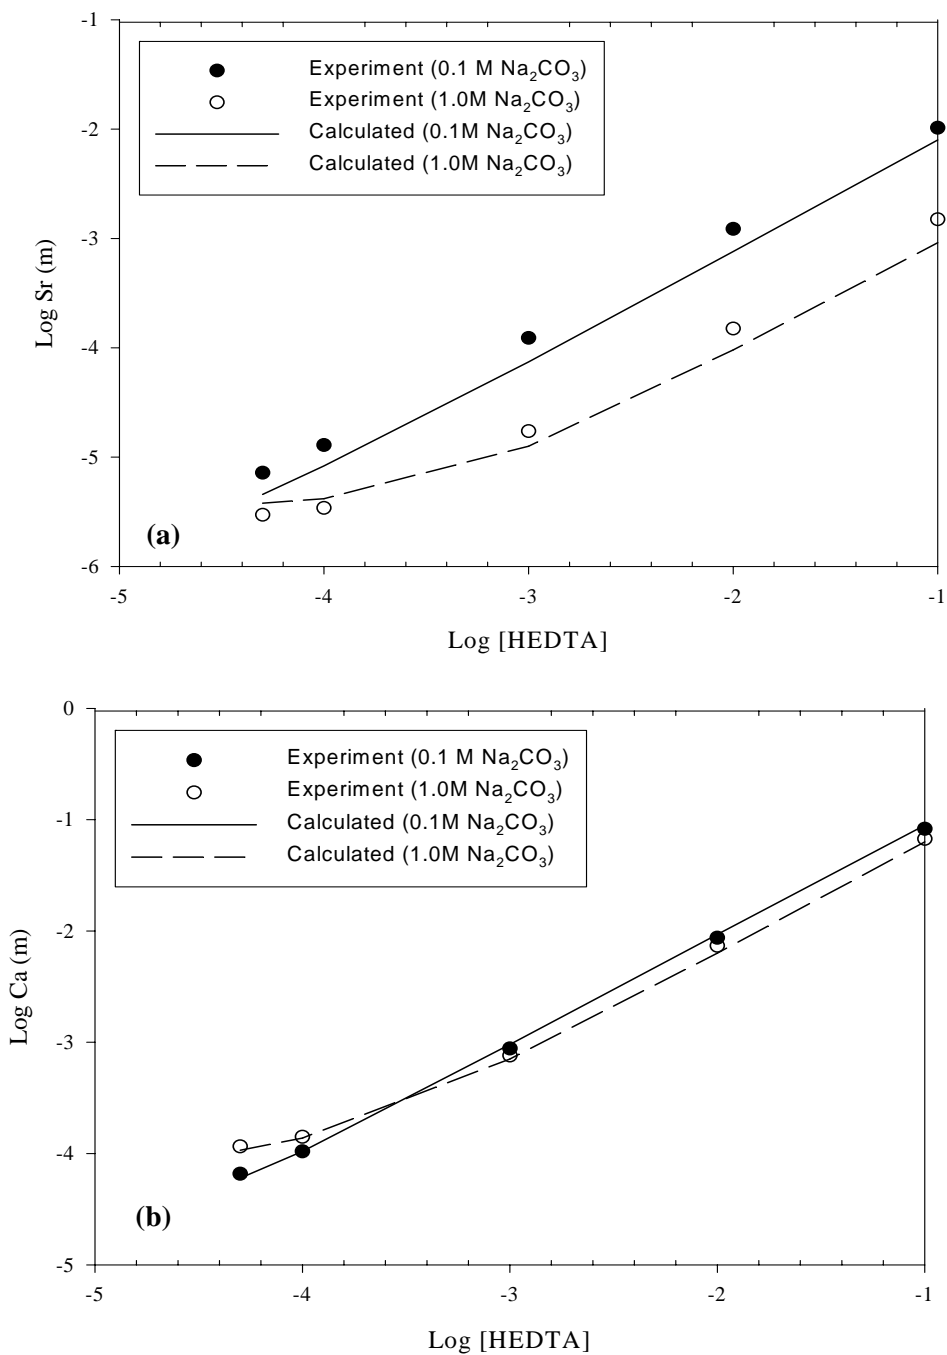 -1
Experiment (0.1 M Na₂CO₃)
Experiment (1.0M Na₂CO₃)
Calculated (0.1M Na₂CO₃)
Calculated (1.0M Na₂CO₃)
-2
-3
Log Sr (m)
-4
-5
(a)
-6
-5 -4 -3 -2 -1
Log [HEDTA]
0
Experiment (0.1 M Na₂CO₃)
Experiment (1.0M Na₂CO₃)
Calculated (0.1M Na₂CO₃)
Calculated (1.0M Na₂CO₃)
-1
-2
Log Ca (m)
-3
-4
(b)
-5
-5 -4 -3 -2 -1
Log [HEDTA]